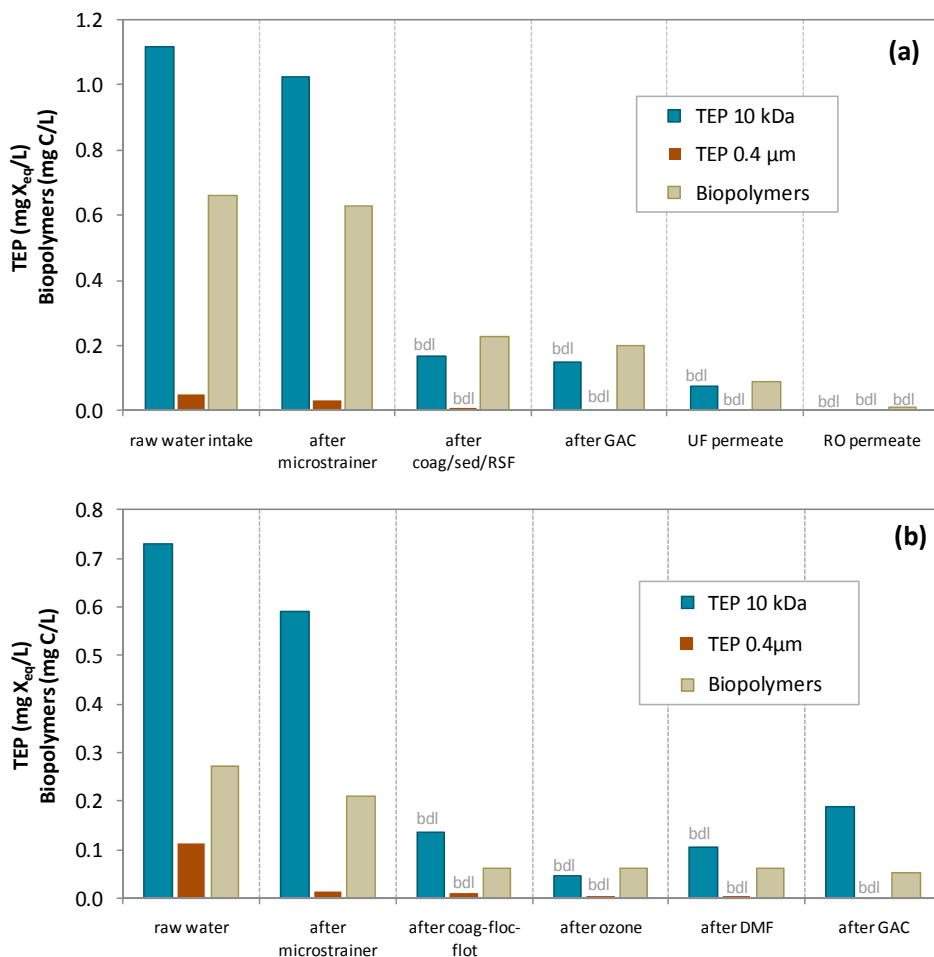 1.2
(a)
1.0
TEP 10 kDa
TEP 0.4 µm
0.8
Biopolymers
TEP (mg Xeq/L)
Biopolymers (mg C/L)
0.6
0.4
0.2
bdl
bdl
bdl
bdl
bdl
bdl
bdl
bdl
bdl
0.0
raw water intake
after
microstrainer
after
coag/sed/RSF
after GAC
UF permeate
RO permeate
0.8
(b)
0.7
TEP 10 kDa
0.6
TEP 0.4µm
Biopolymers
0.5
TEP (mg Xeq/L)
Biopolymers (mg C/L)
0.4
0.3
0.2
bdl
bdl
0.1
bdl
bdl
bdl
bdl
bdl
0.0
raw water
after
microstrainer
after coag-floc-
flot
after ozone
after DMF
after GAC